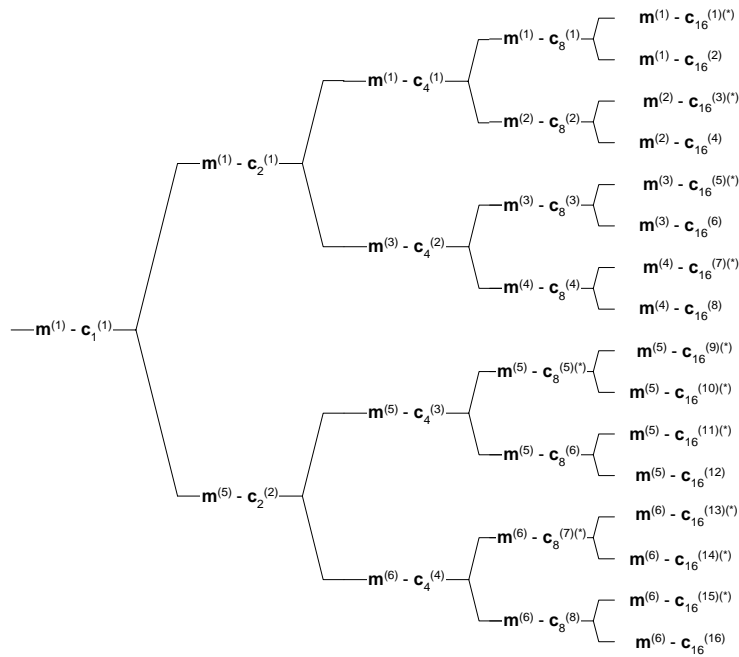 m(1) - c1(1)
m(1) - c2(1)
m(5) - c2(2)
m(1) - c4(1)
m(3) - c4(2)
m(5) - c4(3)
m(6) - c4(4)
m(1) - c8(1)
m(2) - c8(2)
m(3) - c8(3)
m(4) - c8(4)
m(5) - c8(5)(*)
m(5) - c8(6)
m(6) - c8(7)(*)
m(6) - c8(8)
m(1) - c16(1)(*)
m(1) - c16(2)
m(2) - c16(3)(*)
m(2) - c16(4)
m(3) - c16(5)(*)
m(3) - c16(6)
m(4) - c16(7)(*)
m(4) - c16(8)
m(5) - c16(9)(*)
m(5) - c16(10)(*)
m(5) - c16(11)(*)
m(5) - c16(12)
m(6) - c16(13)(*)
m(6) - c16(14)(*)
m(6) - c16(15)(*)
m(6) - c16(16)